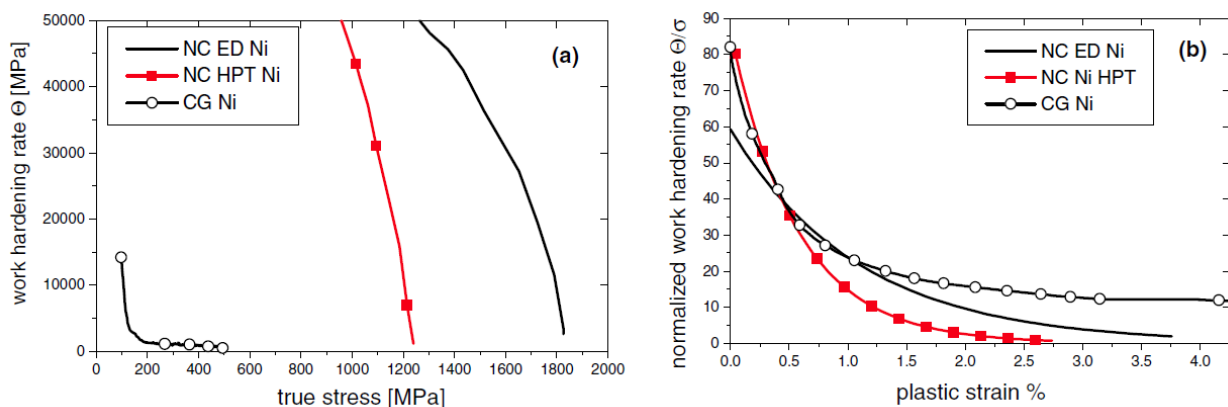 (a)
NC ED Ni
NC HPT Ni
CG Ni
work hardening rate Θ [MPa]
50000
40000
30000
20000
10000
0
0 200 400 600 800 1000 1200 1400 1600 1800 2000
true stress [MPa]
(b)
NC ED Ni
NC Ni HPT
CG Ni
normalized work hardening rate Θ/σ
90
80
70
60
50
40
30
20
10
0
0.0 0.5 1.0 1.5 2.0 2.5 3.0 3.5 4.0
plastic strain %